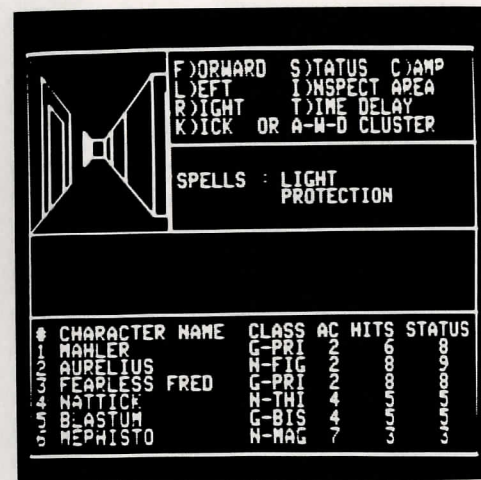 F)ORWARD S)TATUS C)AMP
L)EFT I)NSPECT AREA
R)IGHT T)IME DELAY
K)ICK OR A-W-D CLUSTER
SPELLS : LIGHT
PROTECTION
# CHARACTER NAME CLASS AC HITS STATUS
1 MAHLER G-PRI 2 6 8
2 AURELIUS N-FIG 2 8 9
3 FEARLESS FRED G-PRI 2 8 8
4 NATTICK N-THI 4 5 5
5 BLASTUM G-BIS 4 5 5
6 MEPHISTO N-MAG 7 3 3